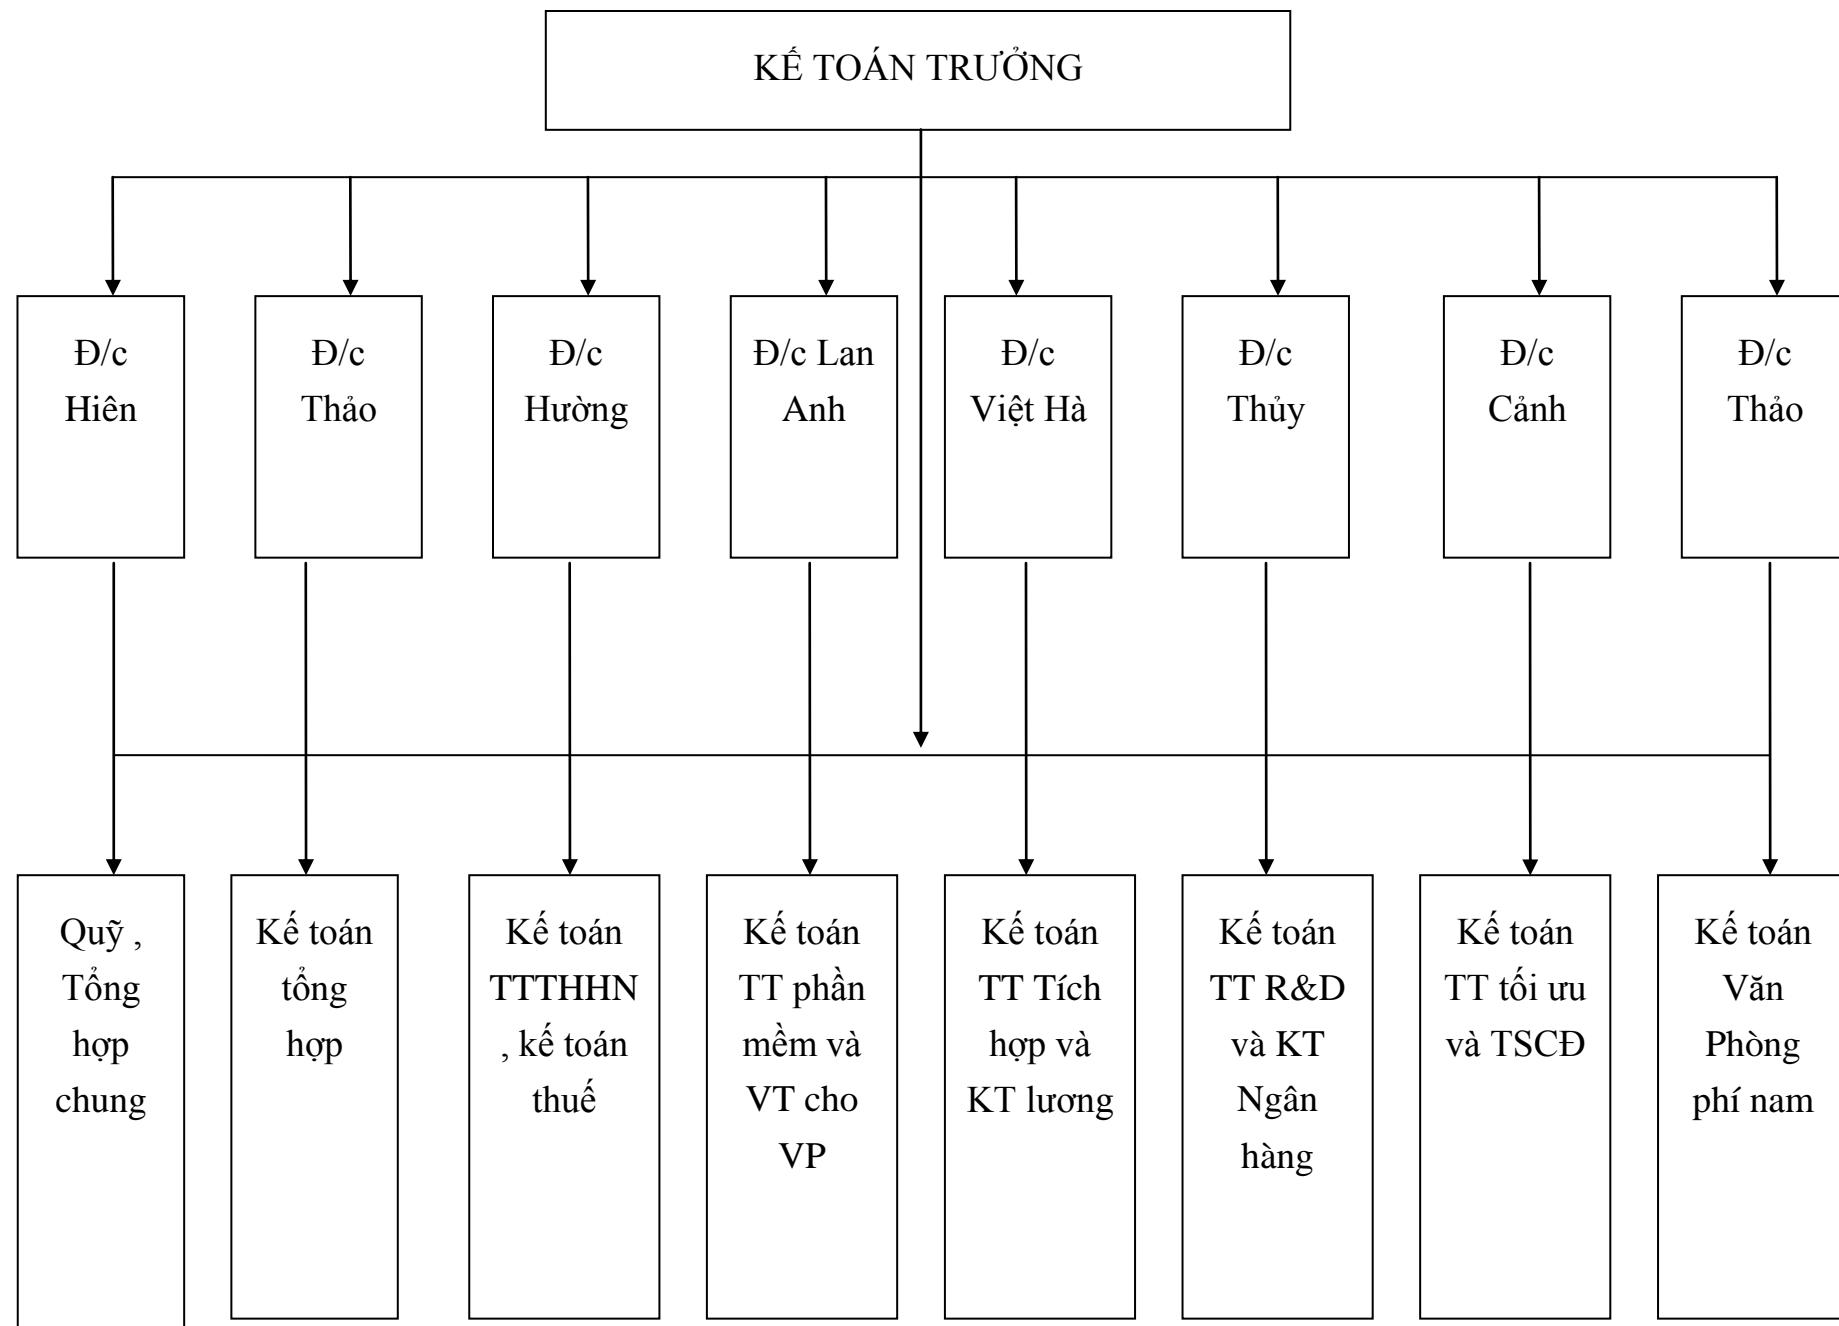 KẾ TOÁN TRƯỞNG
Đ/c
Hiên
Đ/c
Thảo
Đ/c
Hường
Đ/c Lan
Anh
Đ/c
Việt Hà
Đ/c
Thủy
Đ/c
Cảnh
Đ/c
Thảo
Quỹ ,
Tổng
hợp
chung
Kế toán
tổng
hợp
Kế toán
TTTHHN
, kế toán
thuế
Kế toán
TT phần
mềm và
VT cho
VP
Kế toán
TT Tích
hợp và
KT lương
Kế toán
TT R&D
và KT
Ngân
hàng
Kế toán
TT tối ưu
và TSCĐ
Kế toán
Văn
Phòng
phí nam